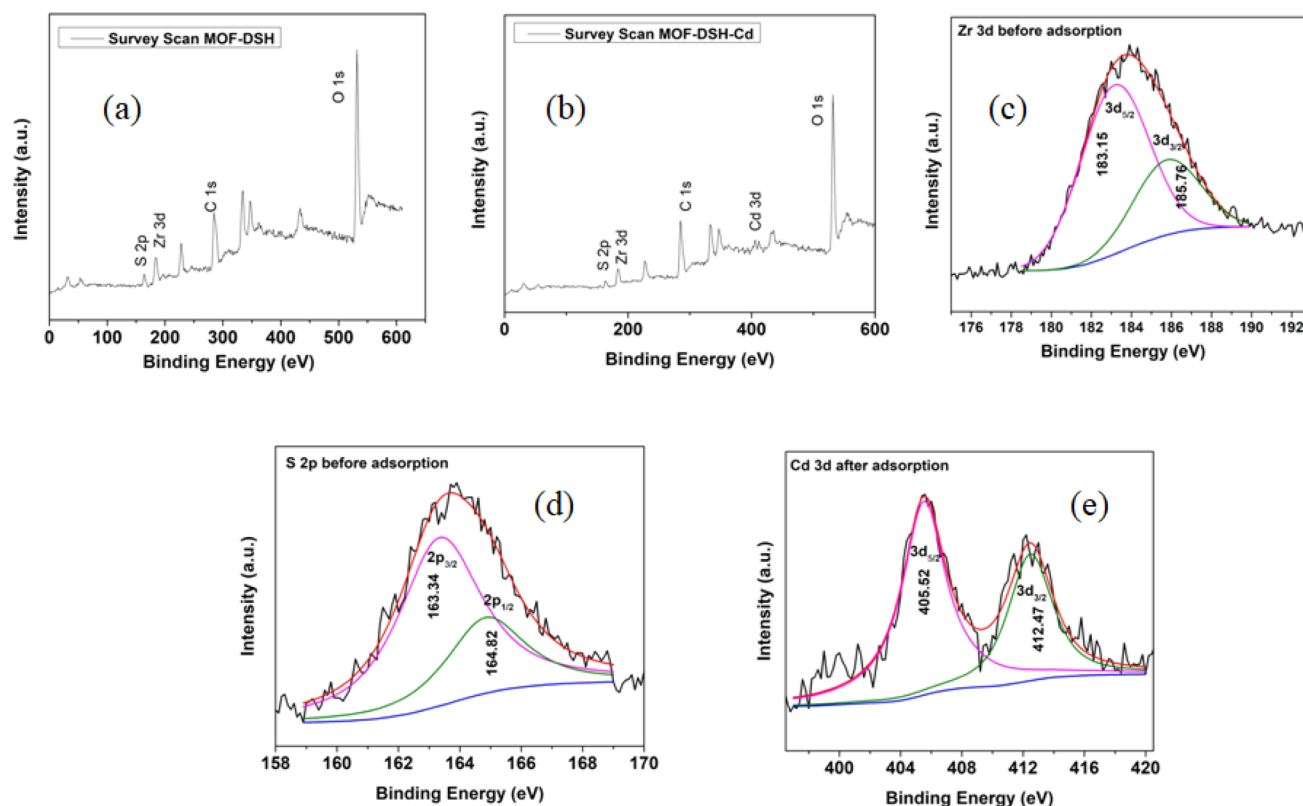 Survey Scan MOF-DSH
(a)
O 1s
C 1s
Zr 3d
S 2p
Intensity (a.u.)
0 100 200 300 400 500 600
Binding Energy (eV)
Survey Scan MOF-DSH-Cd
(b)
O 1s
C 1s
Cd 3d
S 2p
Zr 3d
Intensity (a.u.)
0 200 400 600
Binding Energy (eV)
Zr 3d before adsorption
(c)
3d5/2
183.15
3d3/2
185.76
Intensity (a.u.)
176 178 180 182 184 186 188 190 192
Binding Energy (eV)
S 2p before adsorption
(d)
2p3/2
163.34
2p1/2
164.82
Intensity (a.u.)
158 160 162 164 166 168 170
Binding Energy (eV)
Cd 3d after adsorption
(e)
3d5/2
405.52
3d3/2
412.47
Intensity (a.u.)
400 404 408 412 416 420
Binding Energy (eV)